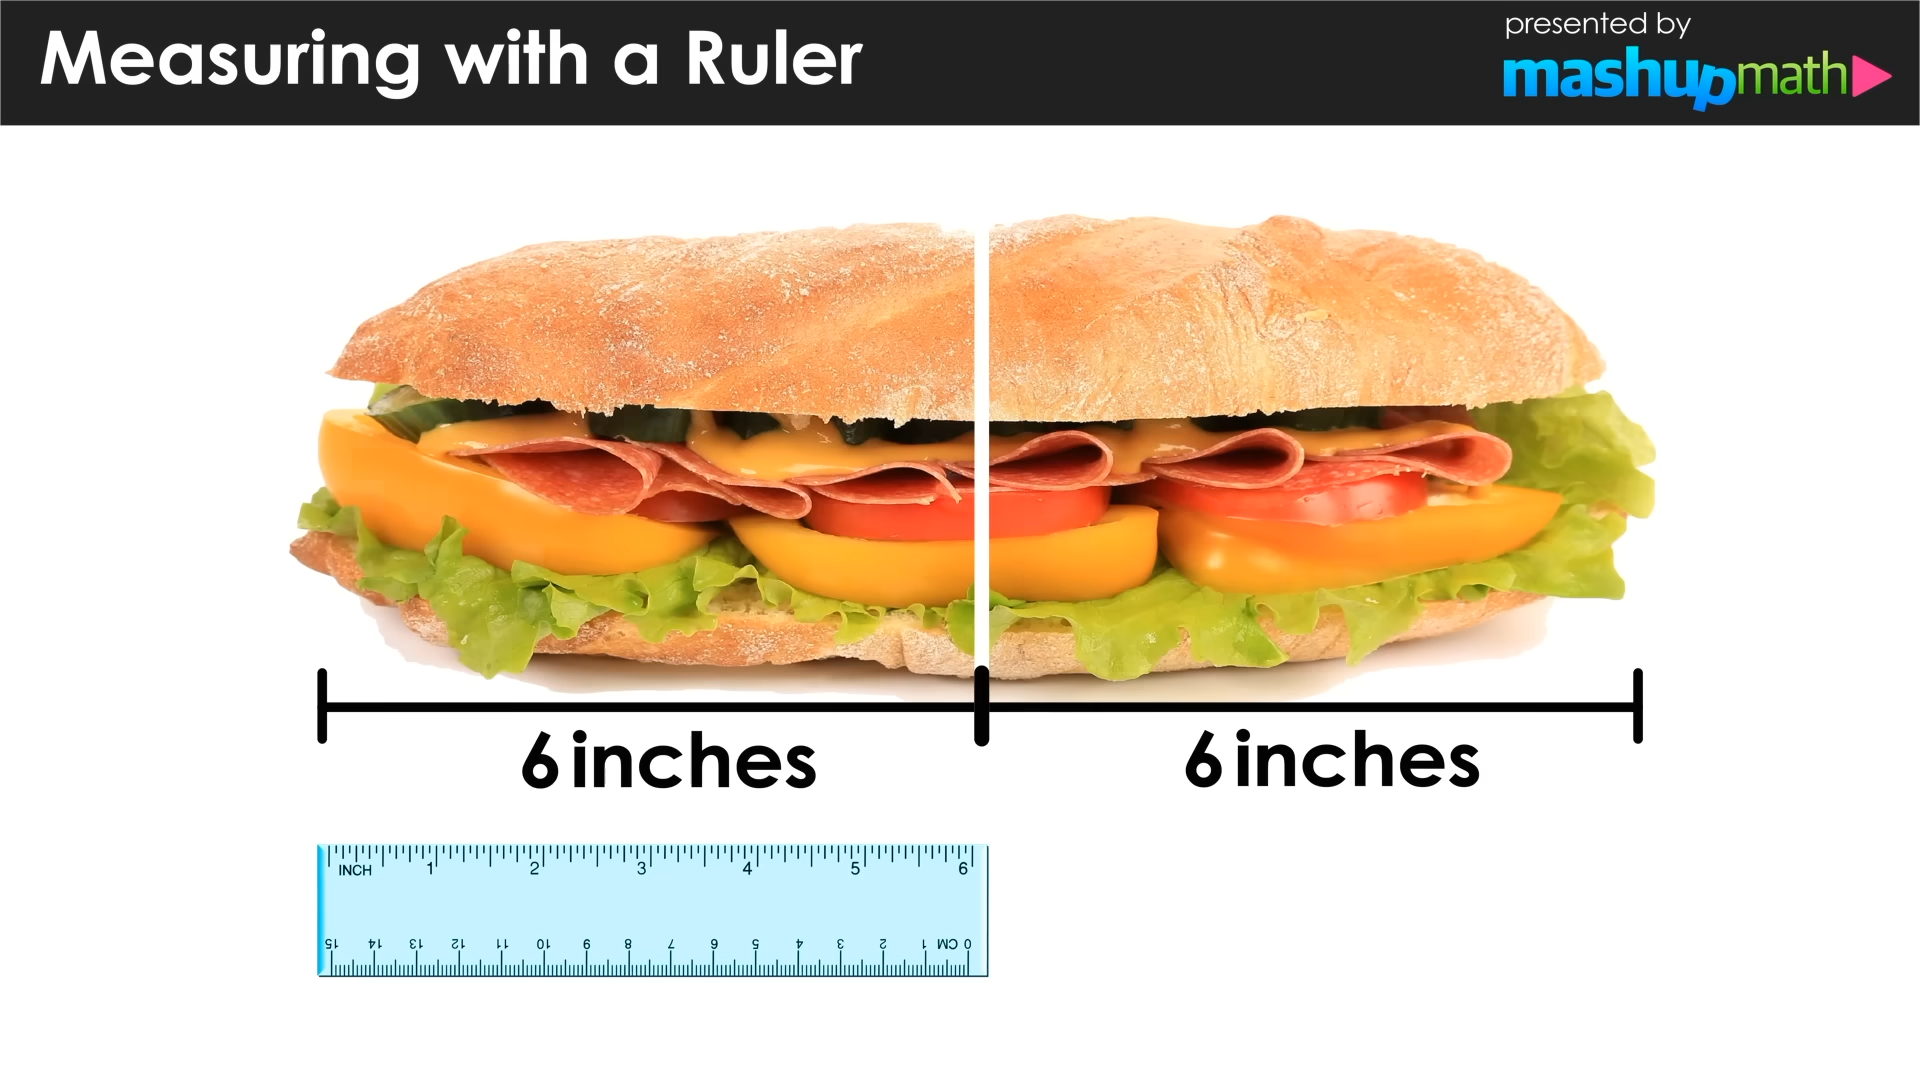 Measuring with a Ruler
presented by
mashupmath
6 inches
6 inches
INCH 1 2 3 4 5 6
15 14 13 12 11 10 9 8 7 6 5 4 3 2 1 CM 0